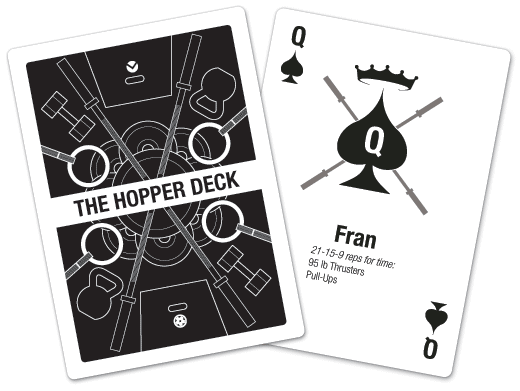 THE HOPPER DECK
Q
Q
Fran
21-15-9 reps for time:
95 lb Thrusters
Pull-Ups
Q